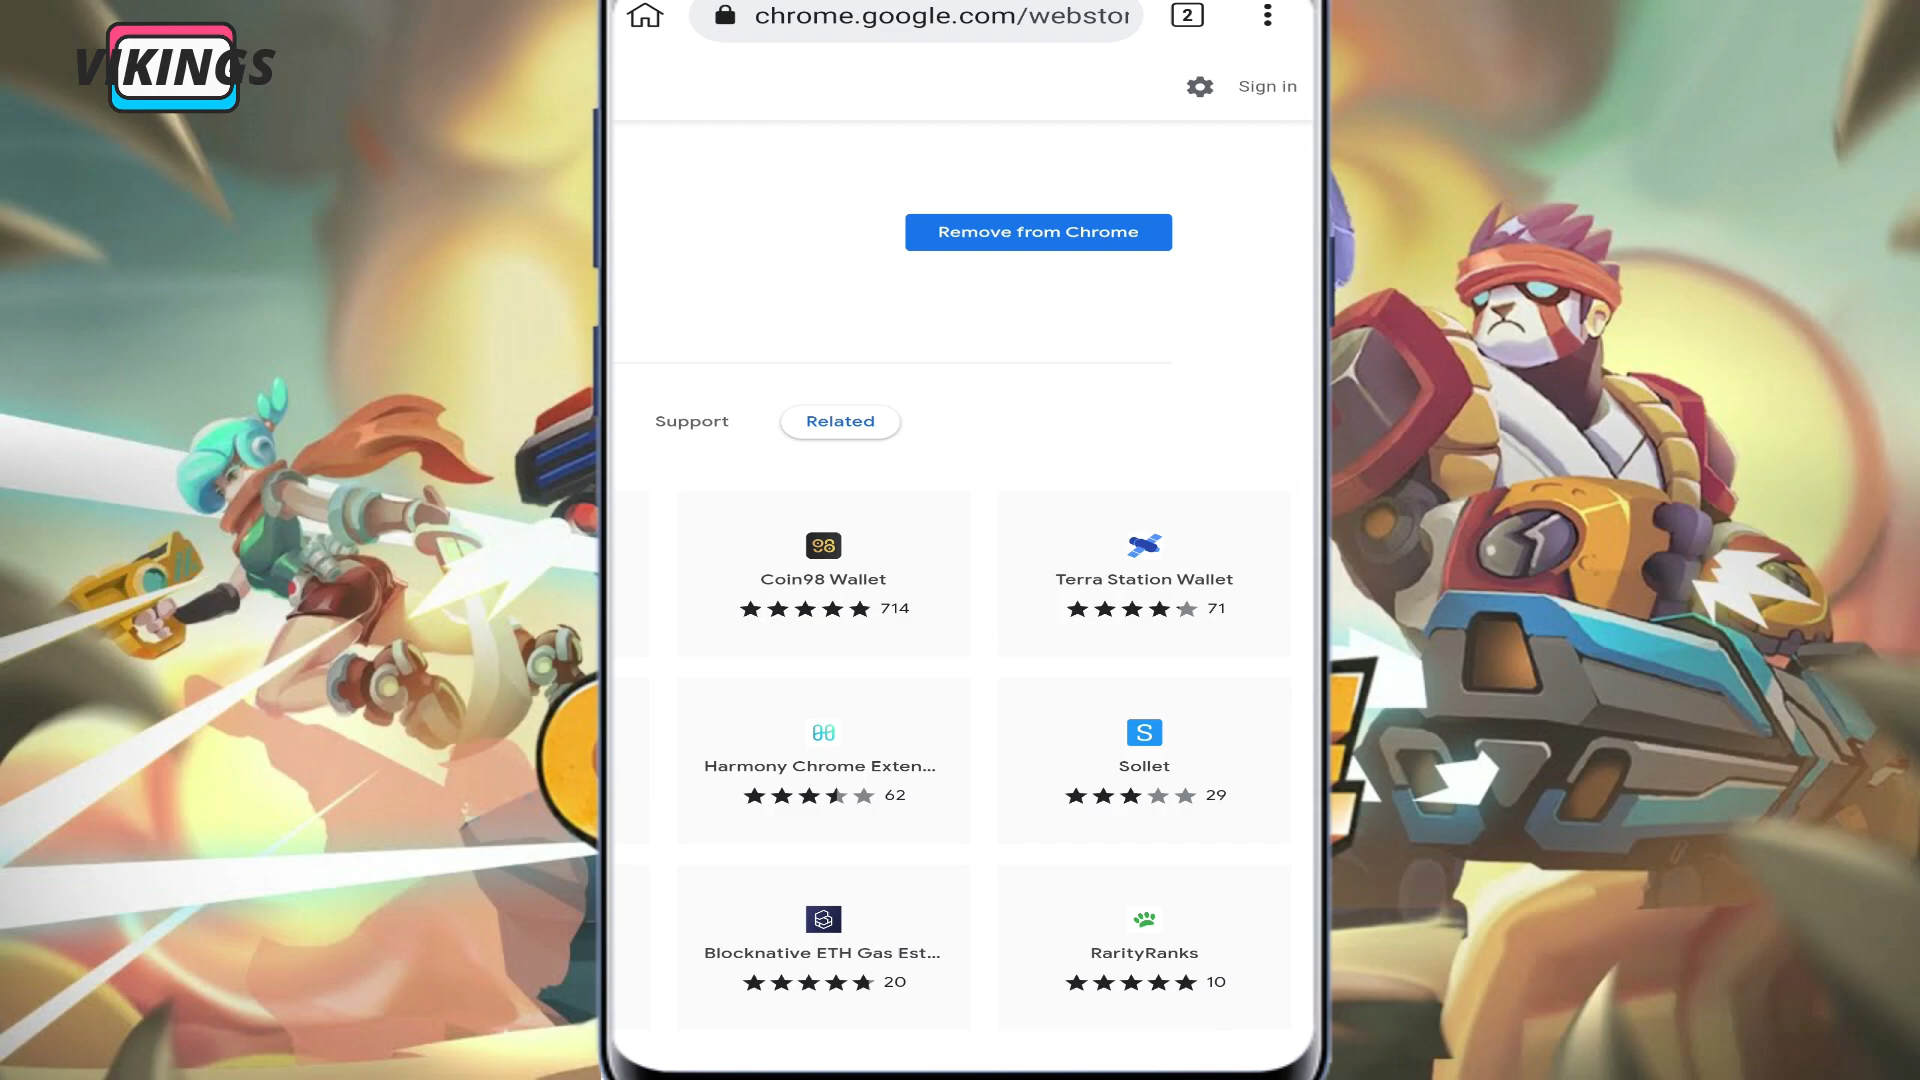 VIKINGS
chrome.google.com/webstor
2
Sign in
Remove from Chrome
Support
Related
98
Coin98 Wallet
714
Terra Station Wallet
71
Harmony Chrome Exten...
62
S
Sollet
29
Blocknative ETH Gas Est...
20
RarityRanks
10